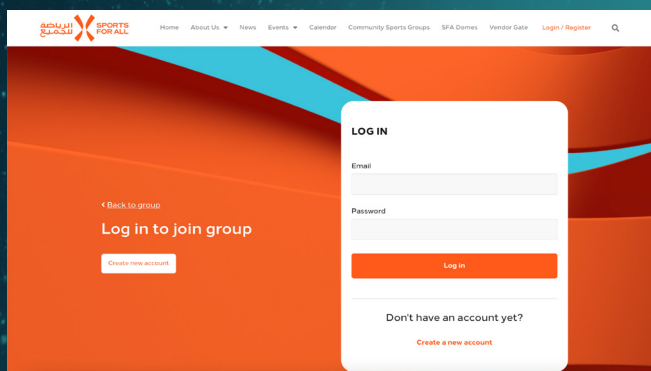 الرياضة للجميع
SPORTS FOR ALL
Home About Us News Events Calendar Community Sports Groups SFA Domes Vendor Gate Login / Register
LOG IN
Email
Password
Log in
Don't have an account yet?
Create a new account
Back to group
Log in to join group
Create new account